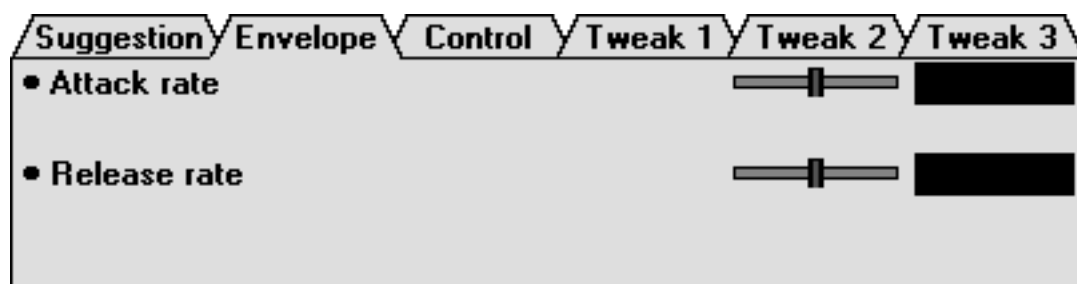 Suggestion Envelope Control Tweak 1 Tweak 2 Tweak 3
• Attack rate
• Release rate